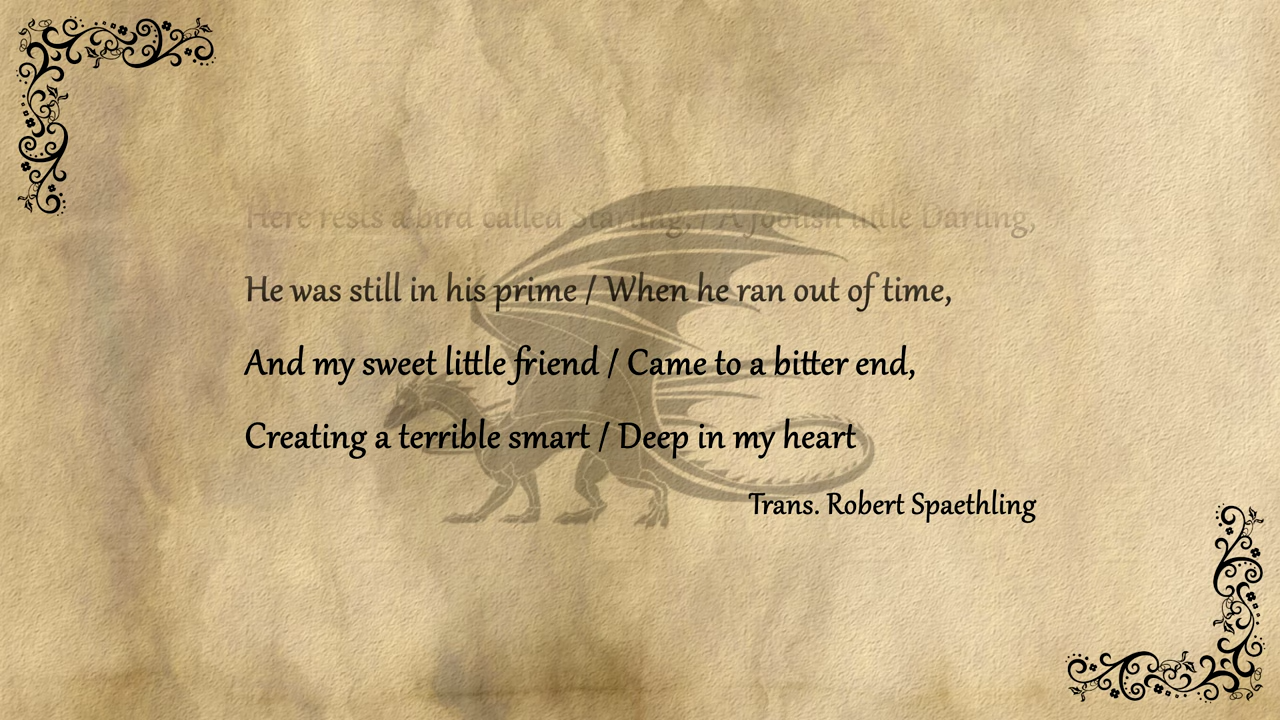 Here rests a bird called Starling, / A foolish little Darling,
He was still in his prime / When he ran out of time,
And my sweet little friend / Came to a bitter end,
Creating a terrible smart / Deep in my heart
Trans. Robert Spaethling